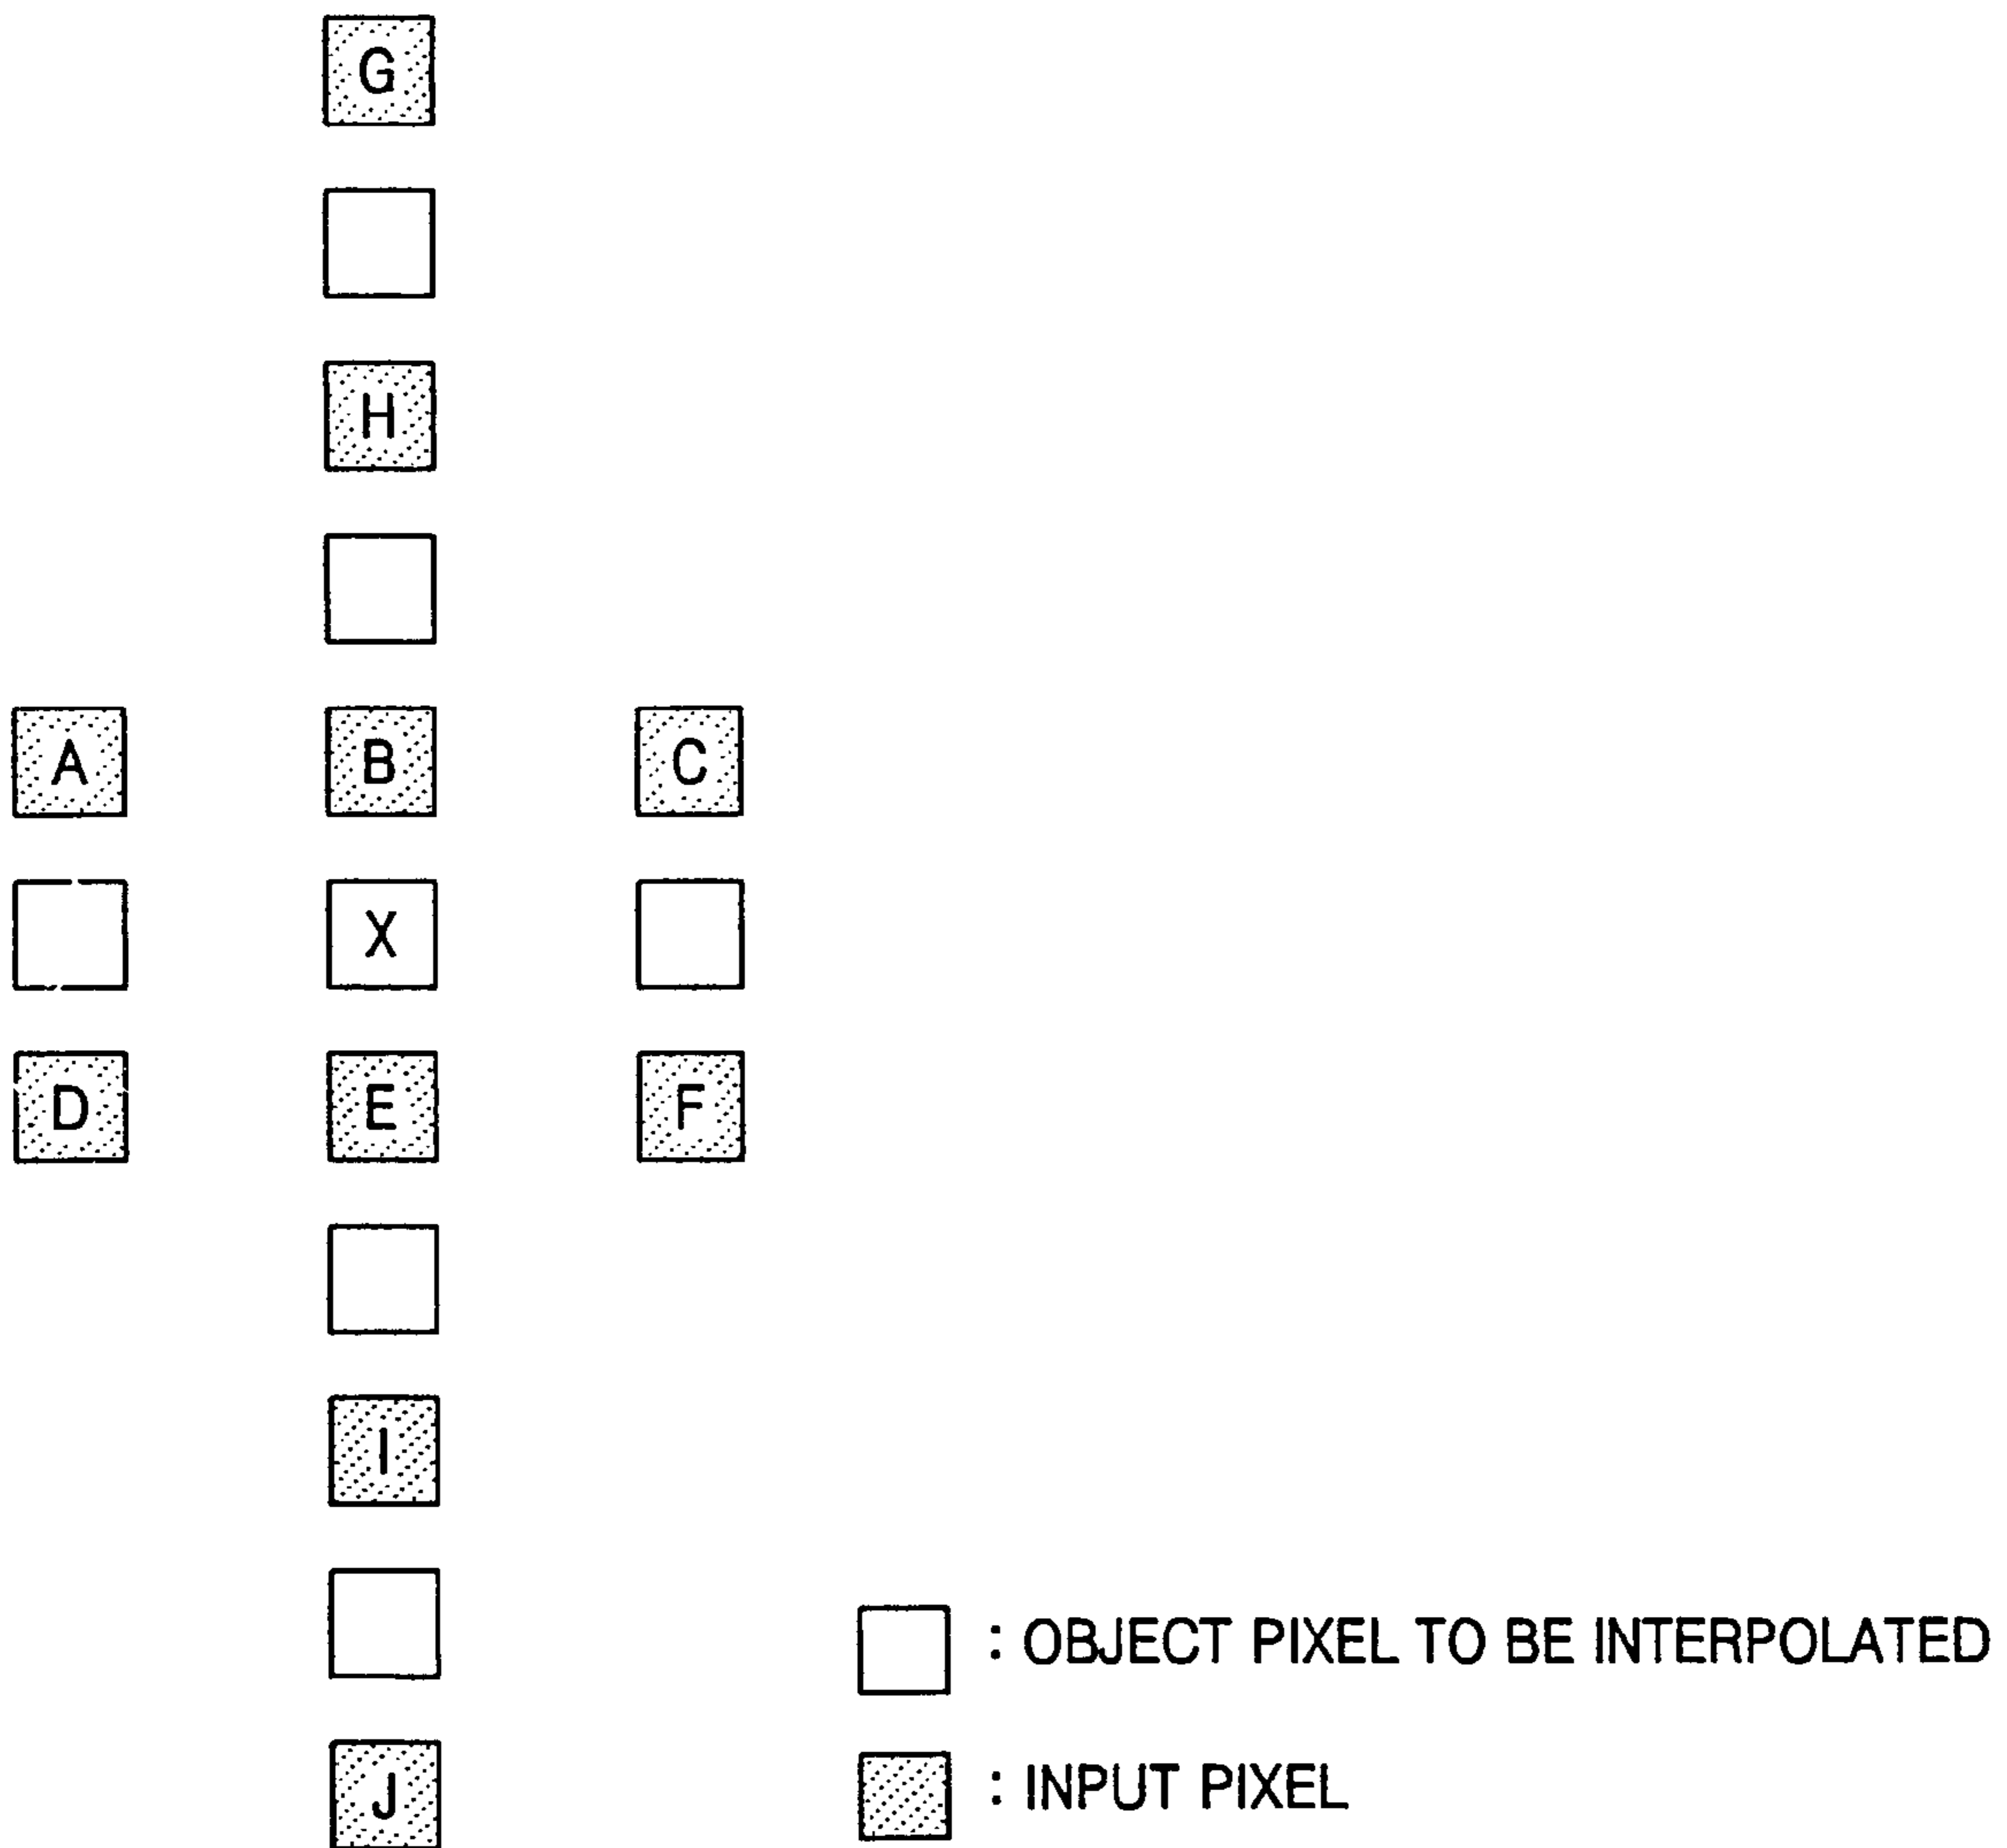 G
H
A B C
X
D E F
I
: OBJECT PIXEL TO BE INTERPOLATED
J
: INPUT PIXEL